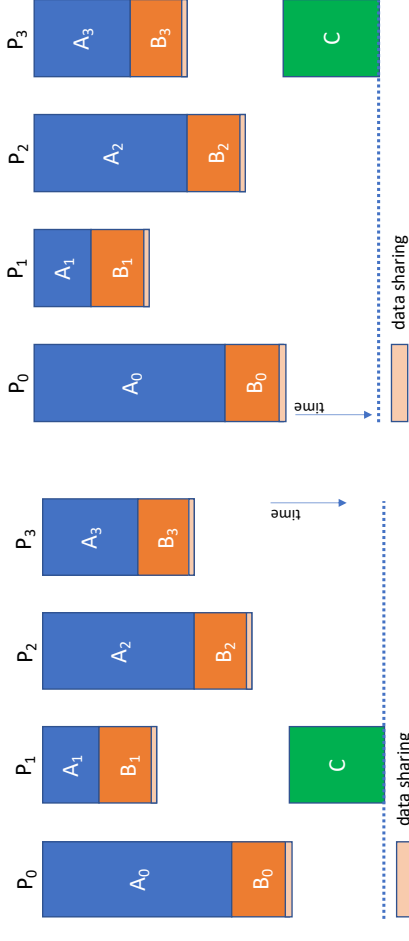 P₀ P₁ P₂ P₃
A₀ A₁ A₂ A₃
B₀ B₁ B₂ B₃
time
C
data sharing
P₀ P₁ P₂ P₃
A₀ A₁ A₂ A₃
B₀ B₁ B₂ B₃
time
C
data sharing